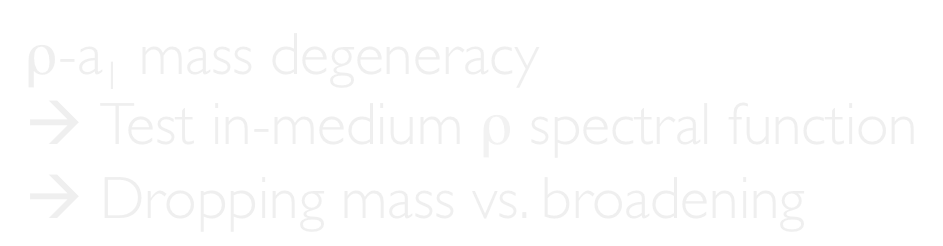 ρ-a₁ mass degeneracy
→ Test in-medium ρ spectral function
→ Dropping mass vs. broadening